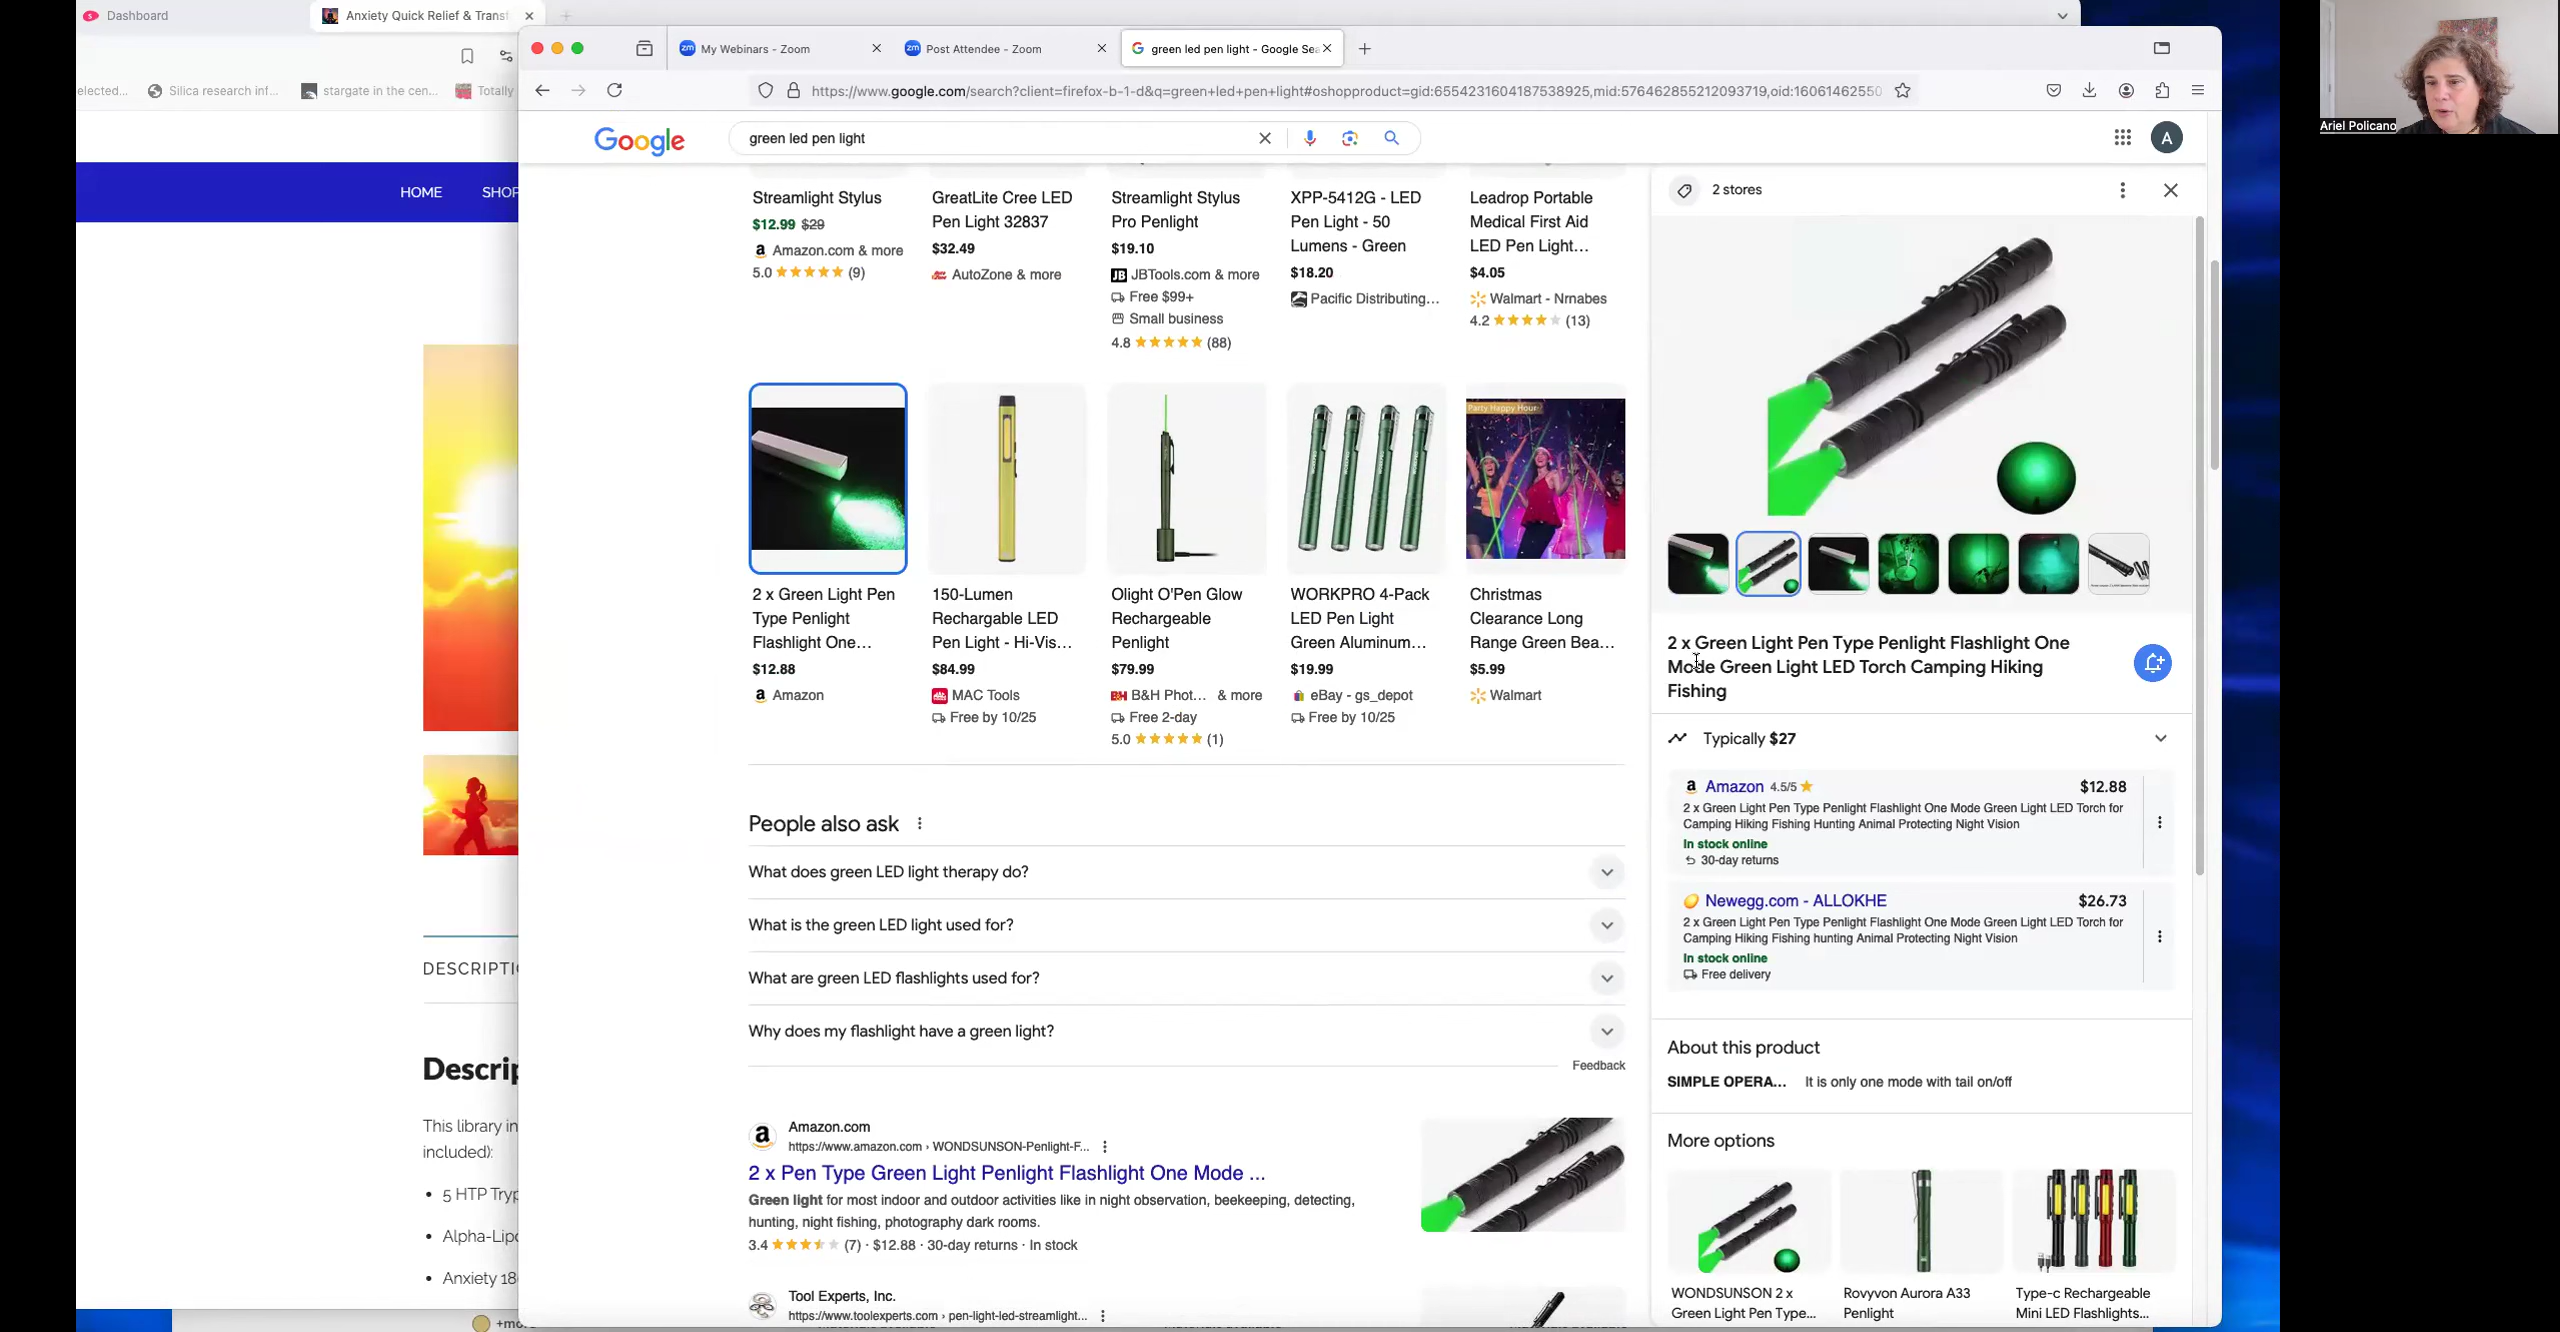 Dashboard
Anxiety Quick Relief & Transf
elected...
Silica research inf...
stargate in the cen...
Totally
HOME
SHOP
DESCRIPTIO
Descrip
This library in
included):
• 5 HTP Tryp
• Alpha-Lipo
• Anxiety 18
My Webinars - Zoom
Post Attendee - Zoom
green led pen light - Google Se
https://www.google.com/search?client=firefox-b-1-d&q=green+led+pen+light#oshopproduct=gid:6554231604187538925,mid:576462855212093719,oid:16061462550
Google
green led pen light
A
Streamlight Stylus
$12.99 $29
Amazon.com & more
5.0 (9)
GreatLite Cree LED
Pen Light 32837
$32.49
AutoZone & more
Streamlight Stylus
Pro Penlight
$19.10
JBTools.com & more
Free $99+
Small business
4.8 (88)
XPP-5412G - LED
Pen Light - 50
Lumens - Green
$18.20
Pacific Distributing...
Leadrop Portable
Medical First Aid
LED Pen Light...
$4.05
Walmart - Nrnabes
4.2 (13)
Party Happy Hour
2 x Green Light Pen
Type Penlight
Flashlight One...
$12.88
Amazon
150-Lumen
Rechargable LED
Pen Light - Hi-Vis...
$84.99
MAC Tools
Free by 10/25
Olight O'Pen Glow
Rechargeable
Penlight
$79.99
B&H Phot... & more
Free 2-day
5.0 (1)
WORKPRO 4-Pack
LED Pen Light
Green Aluminum...
$19.99
eBay - gs_depot
Free by 10/25
Christmas
Clearance Long
Range Green Bea...
$5.99
Walmart
People also ask
What does green LED light therapy do?
What is the green LED light used for?
What are green LED flashlights used for?
Why does my flashlight have a green light?
Feedback
Amazon.com
https://www.amazon.com › WONDSUNSON-Penlight-F...
2 x Pen Type Green Light Penlight Flashlight One Mode ...
Green light for most indoor and outdoor activities like in night observation, beekeeping, detecting,
hunting, night fishing, photography dark rooms.
3.4 (7) · $12.88 · 30-day returns · In stock
Tool Experts, Inc.
https://www.toolexperts.com › pen-light-led-streamlight...
2 stores
2 x Green Light Pen Type Penlight Flashlight One
Mode Green Light LED Torch Camping Hiking
Fishing
Typically $27
Amazon 4.5/5
$12.88
2 x Green Light Pen Type Penlight Flashlight One Mode Green Light LED Torch for
Camping Hiking Fishing Hunting Animal Protecting Night Vision
In stock online
30-day returns
Newegg.com - ALLOKHE
$26.73
2 x Green Light Pen Type Penlight Flashlight One Mode Green Light LED Torch for
Camping Hiking Fishing hunting Animal Protecting Night Vision
In stock online
Free delivery
About this product
SIMPLE OPERA... It is only one mode with tail on/off
More options
WONDSUNSON 2 x
Green Light Pen Type...
Rovyvon Aurora A33
Penlight
Type-c Rechargeable
Mini LED Flashlights...
Ariel Policano